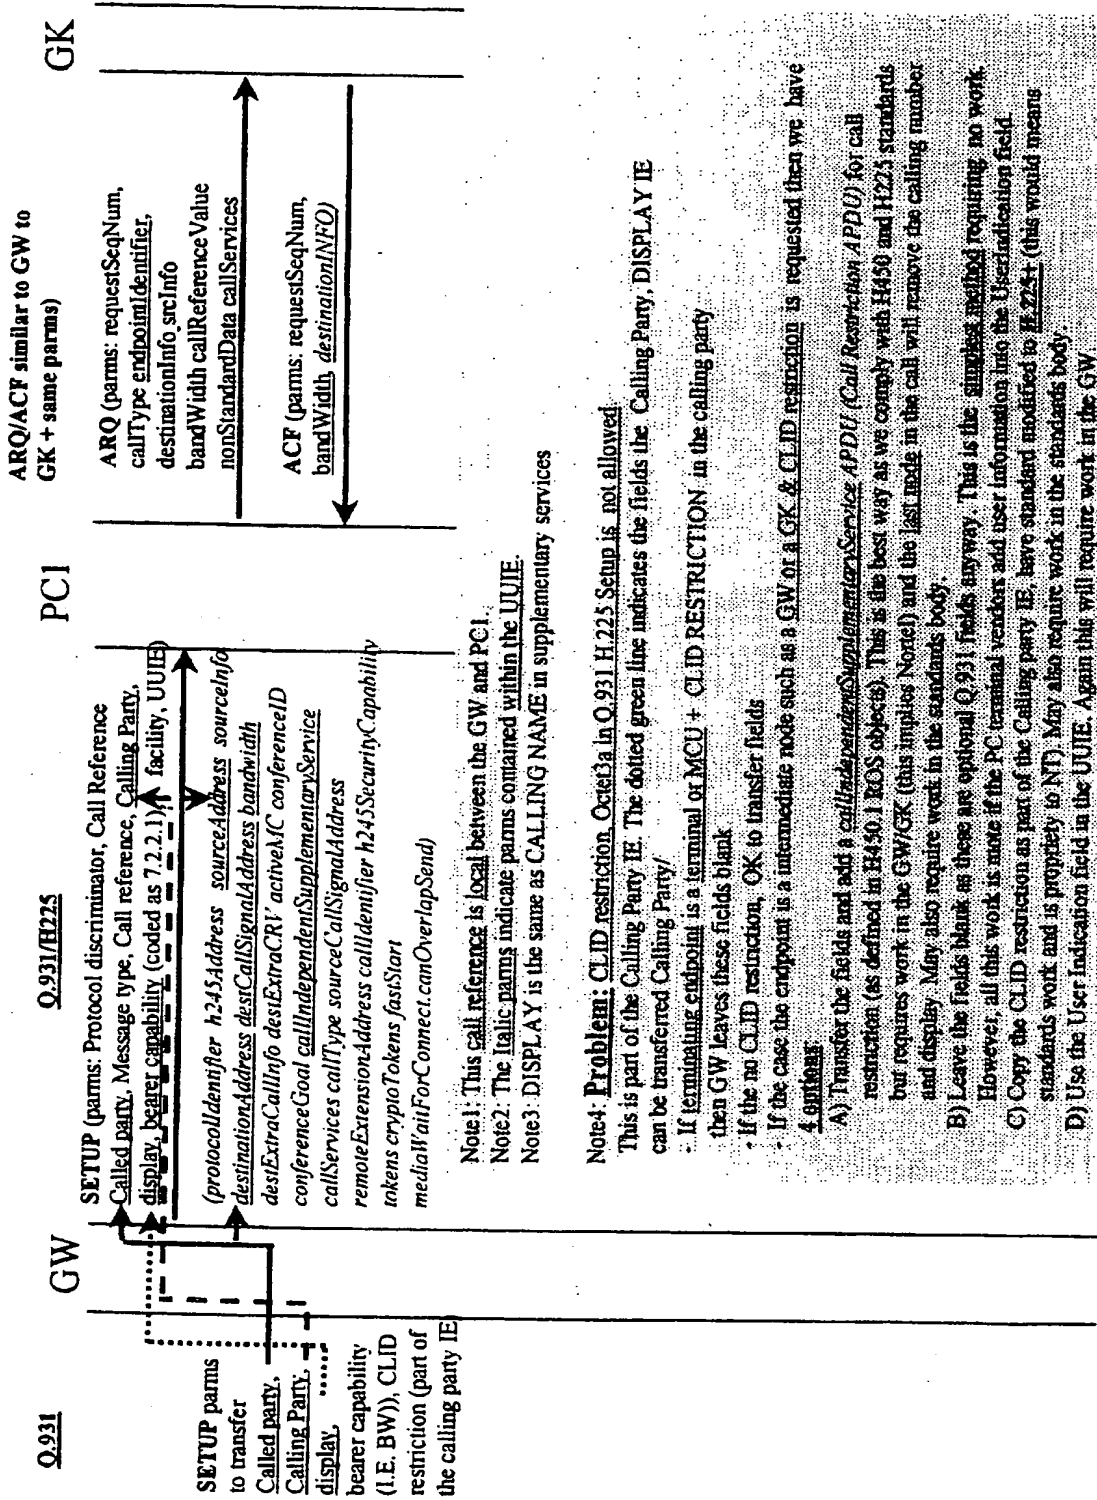 Q.931
GW
Q.931/H225
PC1
GK
ARQ/ACF similar to GW to
GK + same parms)
SETUP parms
to transfer
Called party,
Calling Party,
display,
bearer capability
(I.E. BW)), CLID
restriction (part of
the calling party IE)
SETUP (parms: Protocol discriminator, Call Reference
Called party, Message type, Call reference, Calling Party,
display, bearer capability (coded as 7.2.2.1), facility, UUIE)
(protocolIdentifier h245Address sourceAddress sourceInfo
destinationAddress destCallSignalAddress bandwidth
destExtraCallInfo destExtraCRV activeMC conferenceID
conferenceGoal callIndependentSupplementaryService
callServices callType sourceCallSignalAddress
remoteExtensionAddress callIdentifier h245SecurityCapability
tokens cryptoTokens fastStart
mediaWaitForConnect.canOverlapSend)
ARQ (parms: requestSeqNum,
callType endpointIdentifier,
destinationInfo srcInfo
bandWidth callReferenceValue
nonStandardData callServices
ACF (parms: requestSeqNum,
bandWidth, destinationINFO)
Note1: This call reference is local between the GW and PC1.
Note2: The Italic parms indicate parms contained within the UUIE.
Note3: DISPLAY is the same as CALLING NAME in supplementary services
Note4: Problem: CLID restriction Octet3a in Q.931 H.225 Setup is not allowed
This is part of the Calling Party IE. The dotted green line indicates the fields the Calling Party, DISPLAY IE
can be transferred Calling Party/
- If terminating endpoint is a terminal or MCU + CLID RESTRICTION in the calling party
then GW leaves these fields blank
- If the no CLID restriction, OK to transfer fields
- If the case the endpoint is a intermediate node such as a GW or a GK & CLID restriction is requested then we have
4 options
A) Transfer the fields and add a callIndependentSupplementaryService APDU (Call Restriction APDU) for call
restriction (as defined in H450.1 ROS objects). This is the best way as we comply with H450 and H225 standards
but requires work in the GW/GK (this implies Nortel) and the last node in the call will remove the calling number
and display. May also require work in the standards body.
B) Leave the fields blank as there are optional Q.931 fields anyway. This is the simplest method requiring no work.
However, all this work is mote if the PC terminal vendors add user information into the UserIndication field.
C) Copy the CLID restriction as part of the Calling party IE, have standard modified to H.225+ (this would means
standards work and is propriety to NT). May also require work in the standards body.
D) Use the User Indication field in the UUIE. Again this will require work in the GW